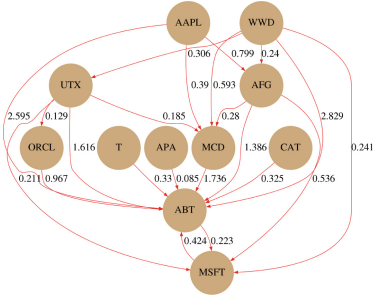 AAPL WWD
0.306 0.799 0.24
UTX AFG
0.39 0.593
2.595 0.129 0.185 0.28 2.829
ORCL T APA MCD CAT
1.616 1.386 0.241
0.211 0.967 0.33 0.085 1.736 0.325 0.536
ABT
0.424 0.223
MSFT